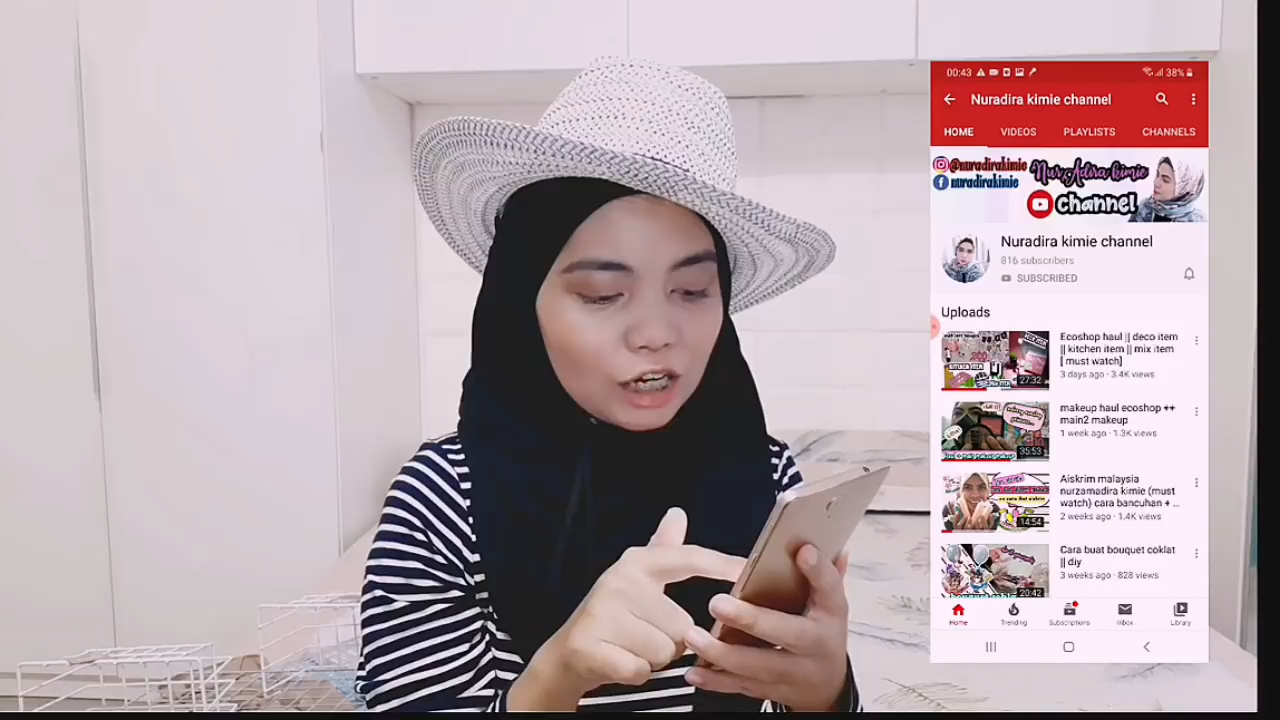 00:43
38%
Nuradira kimie channel
HOME VIDEOS PLAYLISTS CHANNELS
@nuradirakimie
nuradirakimie
Nur Adira kimie
Channel
Nuradira kimie channel
816 subscribers
SUBSCRIBED
Uploads
Ecoshop haul || deco item
|| kitchen item || mix item
[ must watch]
3 days ago · 3.4K views
27:32
makeup haul ecoshop ++
main2 makeup
1 week ago · 1.3K views
35:53
Aiskrim malaysia
nurzamadira kimie (must
watch) cara bancuhan + ...
2 weeks ago · 1.4K views
14:54
Cara buat bouquet coklat
|| diy
3 weeks ago · 828 views
20:42
Home Trending Subscriptions Inbox Library